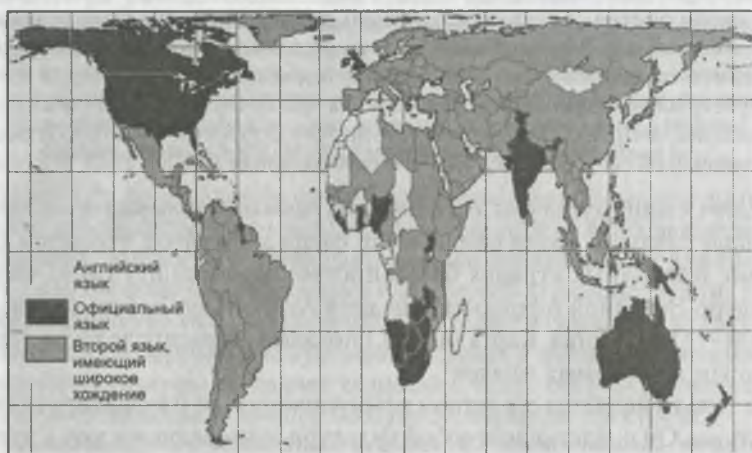 Английский
язык
Официальный
язык
Второй язык,
имеющий
широкое
хождение